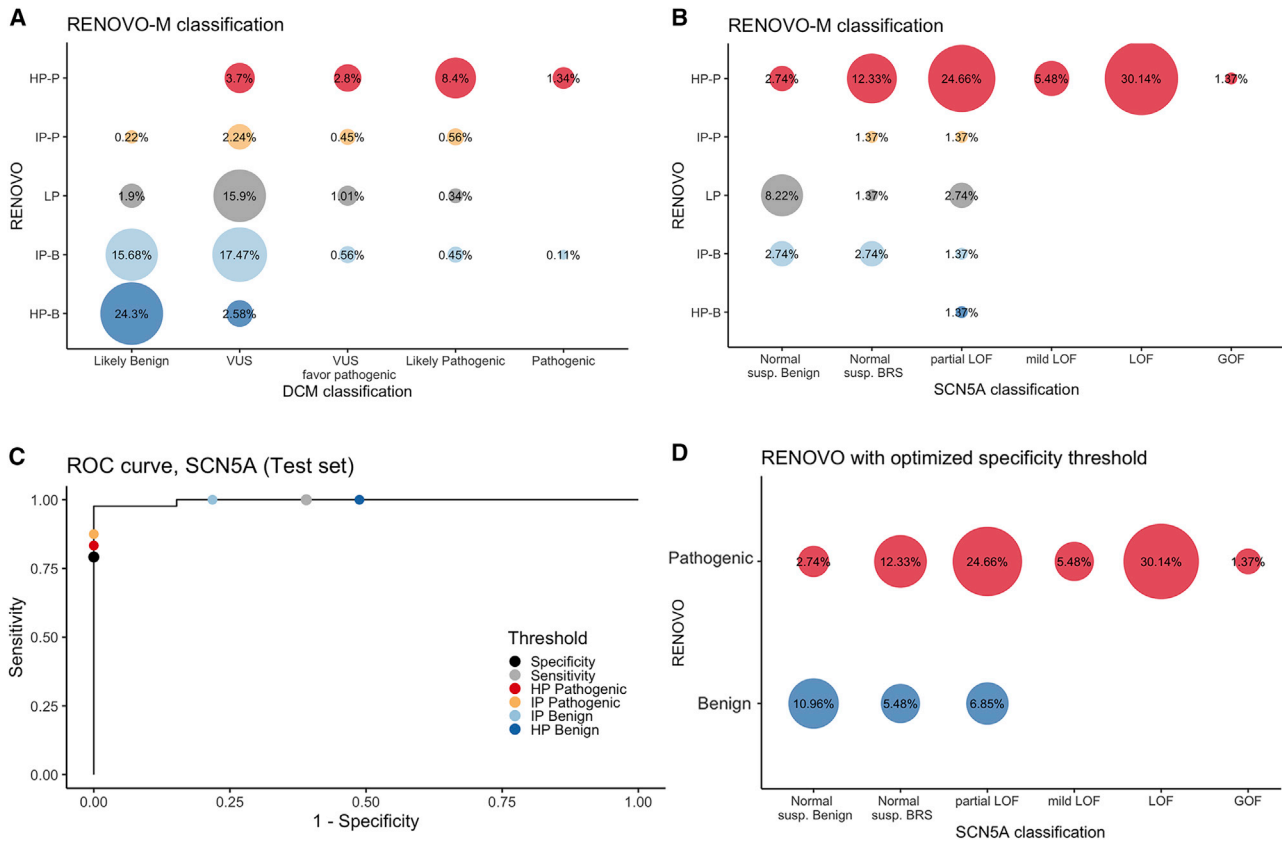 A
RENOVO-M classification
RENOVO
HP-P
3.7%
2.8%
8.4%
1.34%
IP-P
0.22%
2.24%
0.45%
0.56%
LP
1.9%
15.9%
1.01%
0.34%
IP-B
15.68%
17.47%
0.56%
0.45%
0.11%
HP-B
24.3%
2.58%
Likely Benign
VUS
VUS
favor pathogenic
Likely Pathogenic
Pathogenic
DCM classification
B
RENOVO-M classification
RENOVO
HP-P
2.74%
12.33%
24.66%
5.48%
30.14%
1.37%
IP-P
1.37%
1.37%
LP
8.22%
1.37%
2.74%
IP-B
2.74%
2.74%
1.37%
HP-B
1.37%
Normal
susp. Benign
Normal
susp. BRS
partial LOF
mild LOF
LOF
GOF
SCN5A classification
C
ROC curve, SCN5A (Test set)
Sensitivity
1.00
0.75
0.50
0.25
0.00
Threshold
Specificity
Sensitivity
HP Pathogenic
IP Pathogenic
IP Benign
HP Benign
0.00
0.25
0.50
0.75
1.00
1 - Specificity
D
RENOVO with optimized specificity threshold
RENOVO
Pathogenic
2.74%
12.33%
24.66%
5.48%
30.14%
1.37%
Benign
10.96%
5.48%
6.85%
Normal
susp. Benign
Normal
susp. BRS
partial LOF
mild LOF
LOF
GOF
SCN5A classification